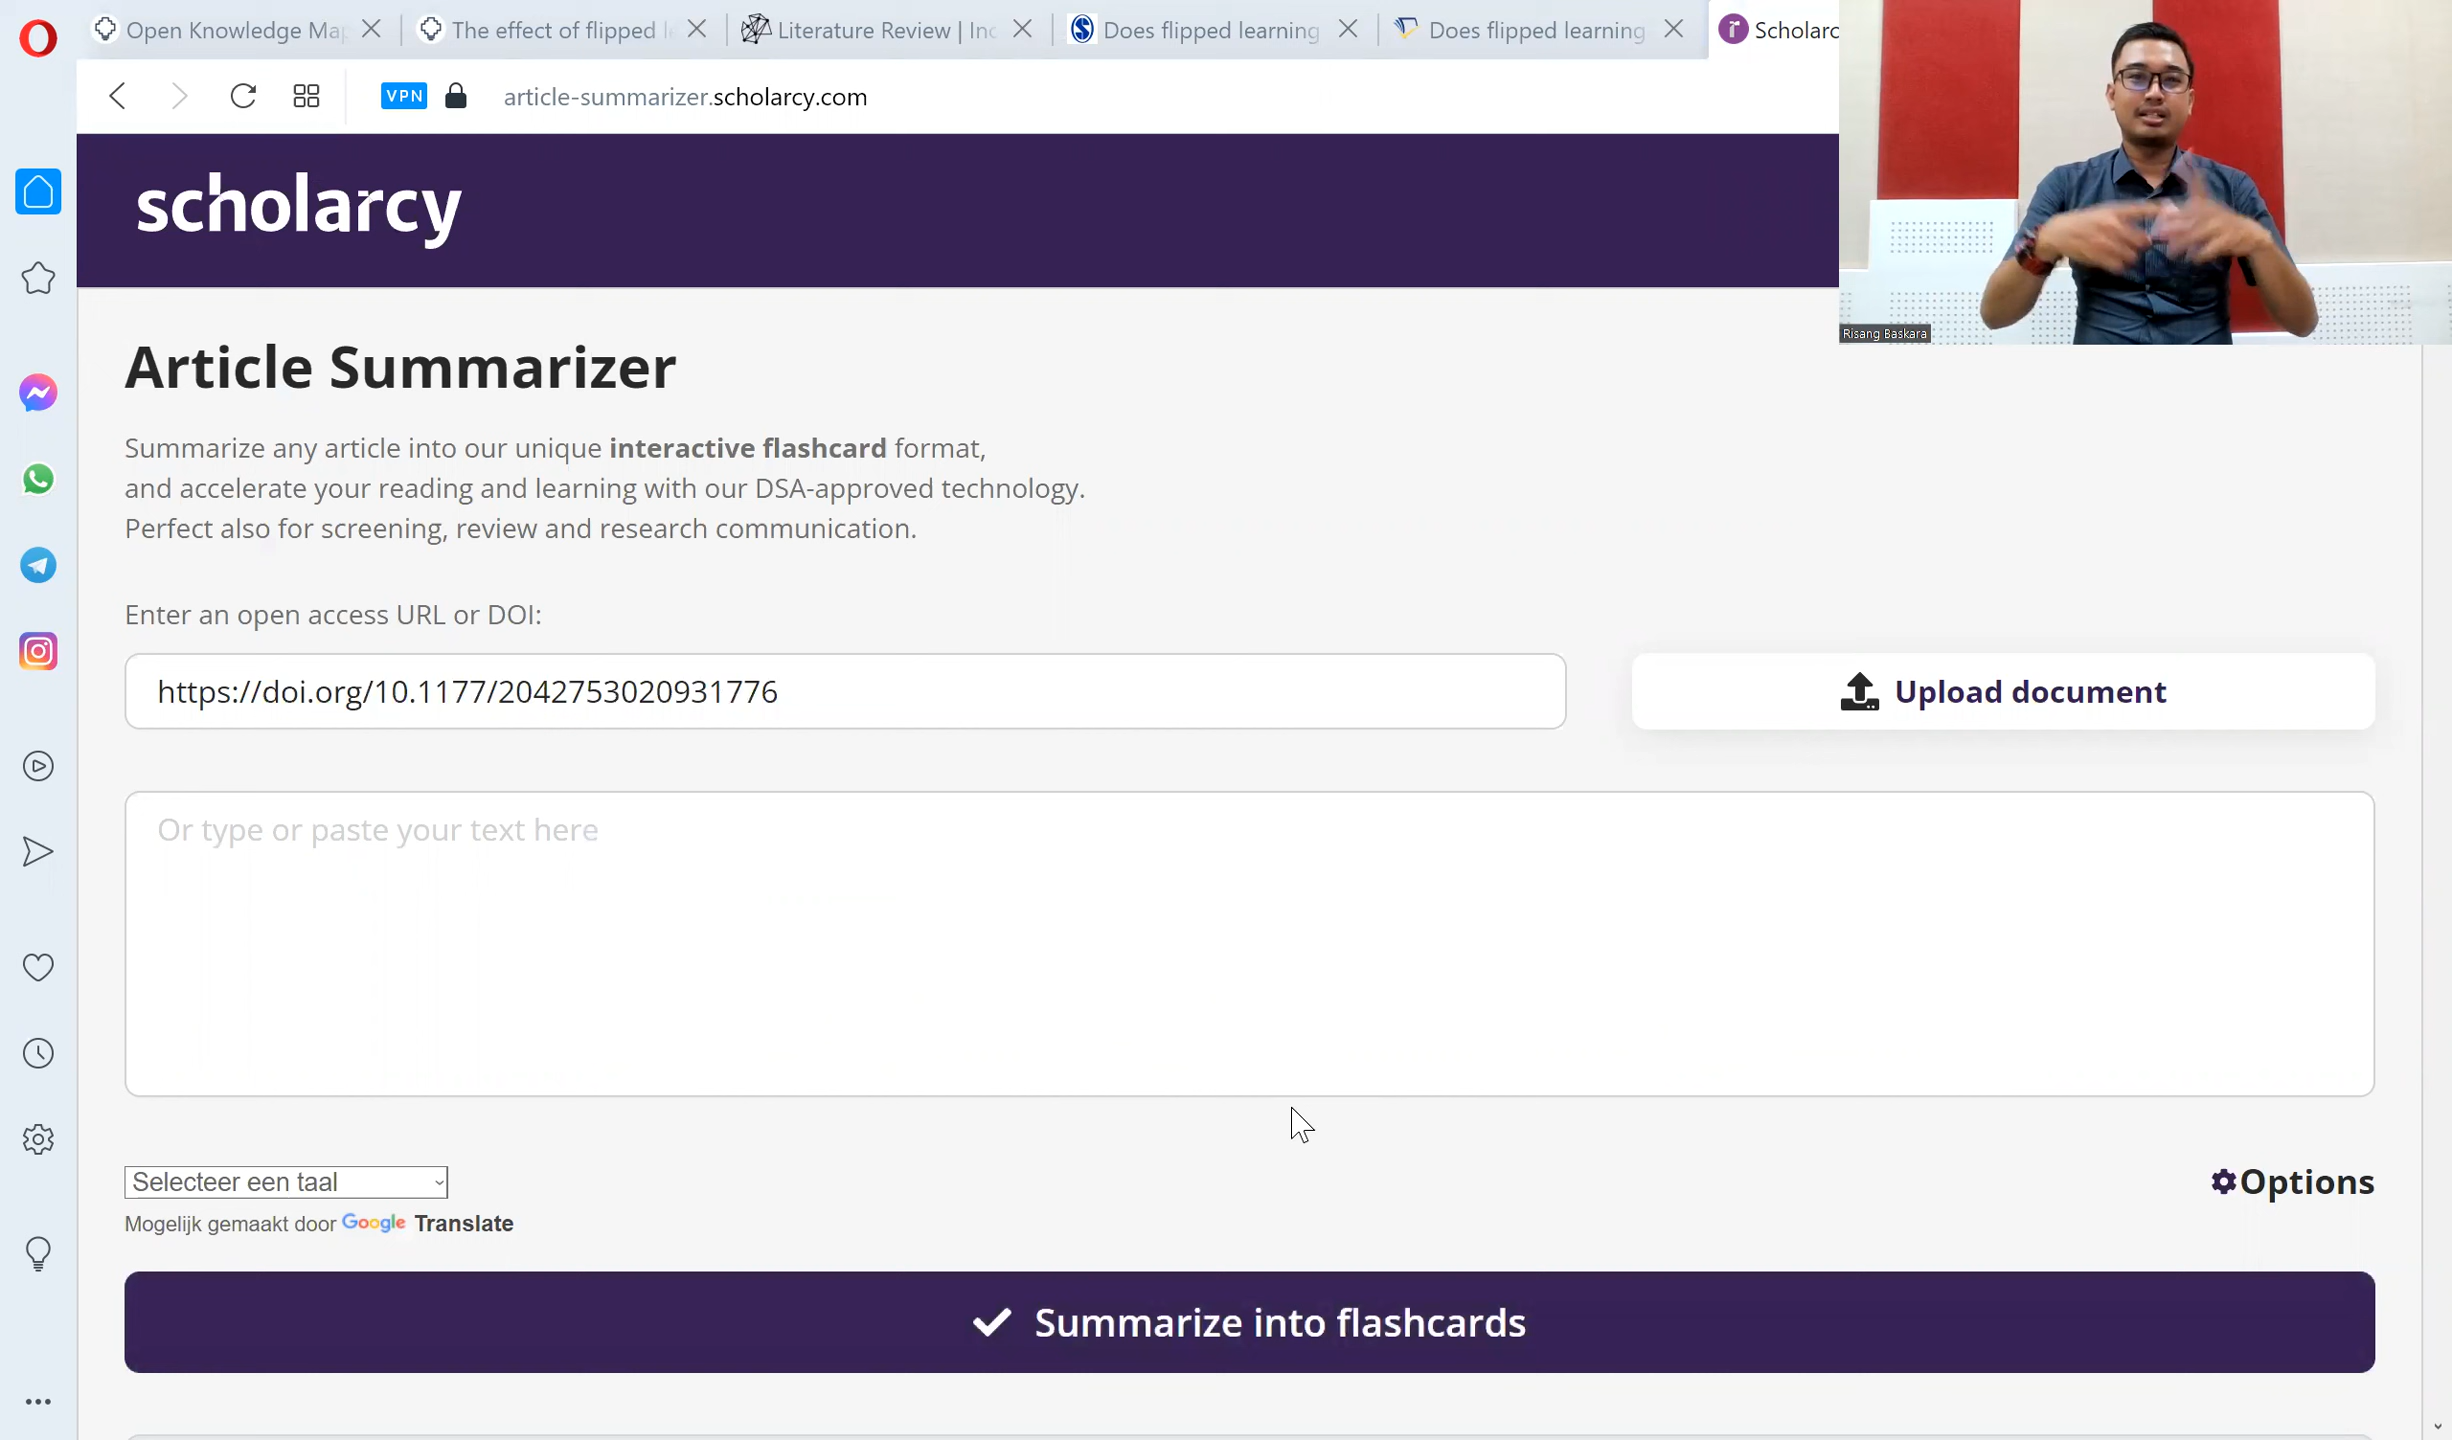 Open Knowledge Ma
The effect of flipped l
Literature Review | Inc
Does flipped learning
Does flipped learning
Scholarc
VPN
article-summarizer.scholarcy.com
scholarcy
Risang Baskara
Article Summarizer
Summarize any article into our unique interactive flashcard format,
and accelerate your reading and learning with our DSA-approved technology.
Perfect also for screening, review and research communication.
Enter an open access URL or DOI:
https://doi.org/10.1177/2042753020931776
Upload document
Or type or paste your text here
Selecteer een taal
Options
Mogelijk gemaakt door Google Translate
Summarize into flashcards